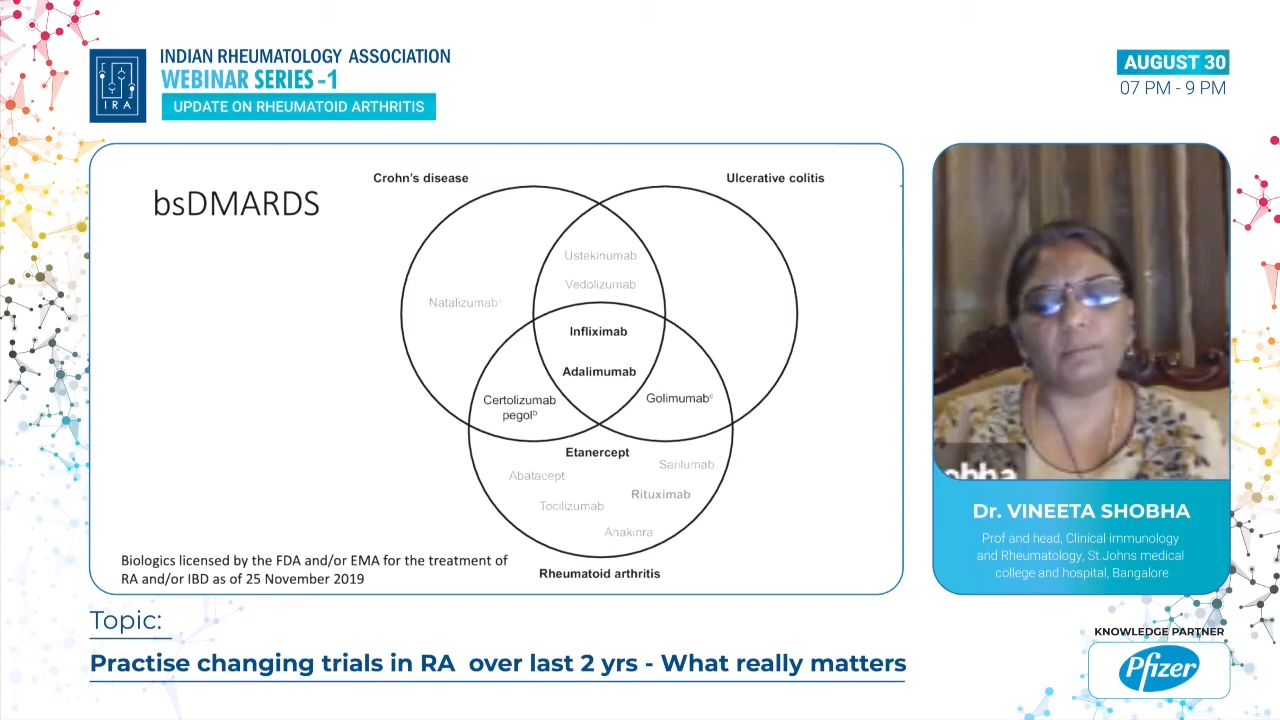 INDIAN RHEUMATOLOGY ASSOCIATION
WEBINAR SERIES -1
UPDATE ON RHEUMATOID ARTHRITIS
IRA
AUGUST 30
07 PM - 9 PM
bsDMARDS
Crohn's disease
Ulcerative colitis
Ustekinumab
Vedolizumab
Natalizumabᵃ
Infliximab
Adalimumab
Certolizumab
pegolᵇ
Golimumabᶜ
Etanercept
Abatacept
Sarilumab
Rituximab
Tocilizumab
Anakinra
Rheumatoid arthritis
Biologics licensed by the FDA and/or EMA for the treatment of
RA and/or IBD as of 25 November 2019
Dr. VINEETA SHOBHA
Prof and head, Clinical immunology
and Rheumatology, St.Johns medical
college and hospital, Bangalore
Topic:
Practise changing trials in RA over last 2 yrs - What really matters
KNOWLEDGE PARTNER
Pfizer